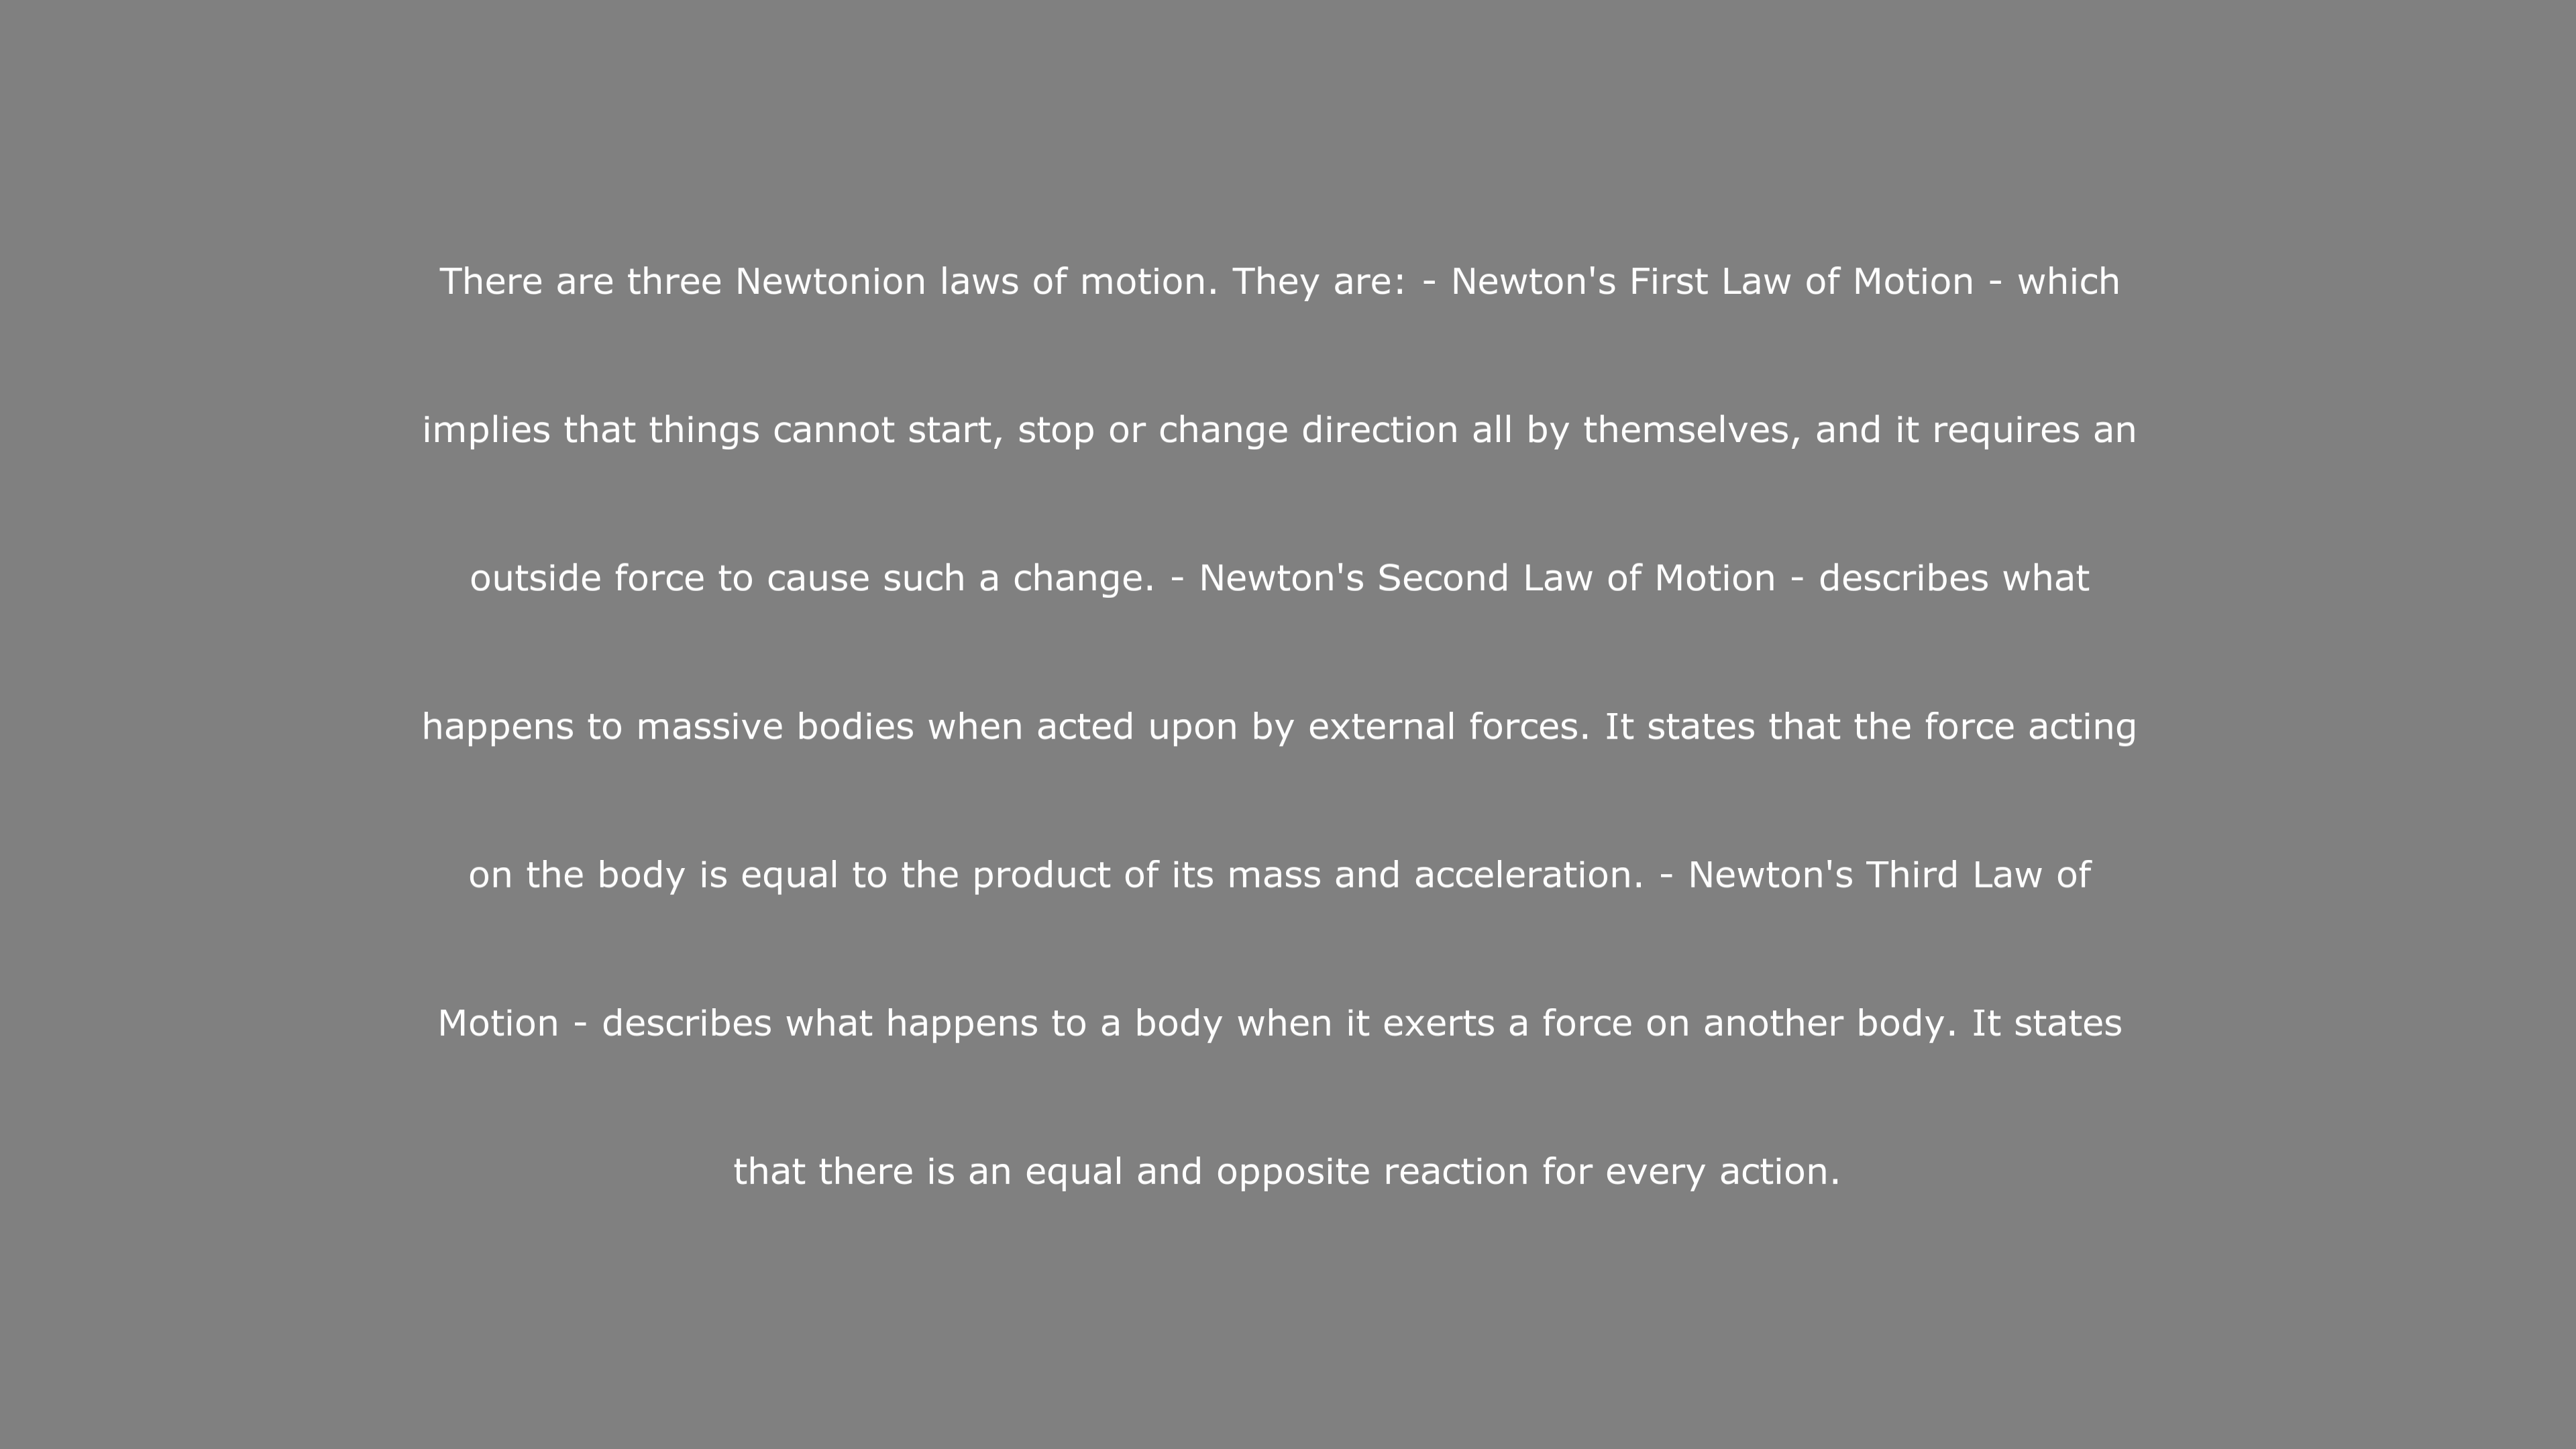 There are three Newtonion laws of motion. They are: - Newton's First Law of Motion - which
implies that things cannot start, stop or change direction all by themselves, and it requires an
outside force to cause such a change. - Newton's Second Law of Motion - describes what
happens to massive bodies when acted upon by external forces. It states that the force acting
on the body is equal to the product of its mass and acceleration. - Newton's Third Law of
Motion - describes what happens to a body when it exerts a force on another body. It states
that there is an equal and opposite reaction for every action.